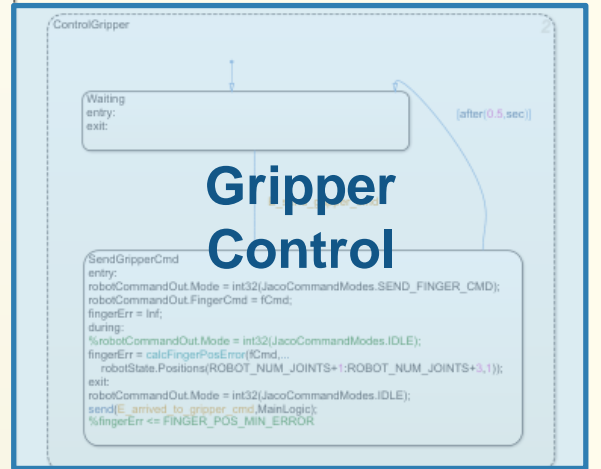 ControlGripper
2
Waiting
entry:
exit:
[after(0.5,sec)]
Gripper
Control
SendGripperCmd
entry:
robotCommandOut.Mode = int32(JacoCommandModes.SEND_FINGER_CMD);
robotCommandOut.FingerCmd = fCmd;
fingerErr = Inf;
during:
%robotCommandOut.Mode = int32(JacoCommandModes.IDLE);
fingerErr = calcFingerPosError(fCmd,...
robotState.Positions(ROBOT_NUM_JOINTS+1:ROBOT_NUM_JOINTS+3,1));
exit:
robotCommandOut.Mode = int32(JacoCommandModes.IDLE);
send(E_arrived_to_gripper_cmd,MainLogic);
%fingerErr <= FINGER_POS_MIN_ERROR